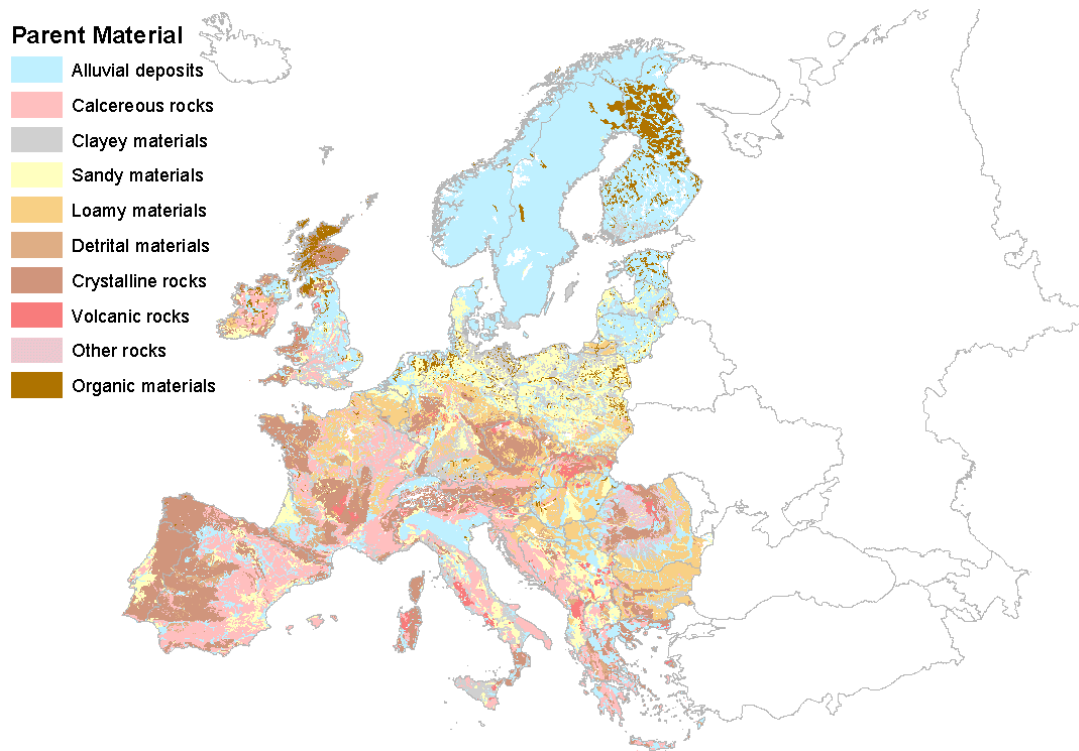 Parent Material
Alluvial deposits
Calcereous rocks
Clayey materials
Sandy materials
Loamy materials
Detrital materials
Crystalline rocks
Volcanic rocks
Other rocks
Organic materials